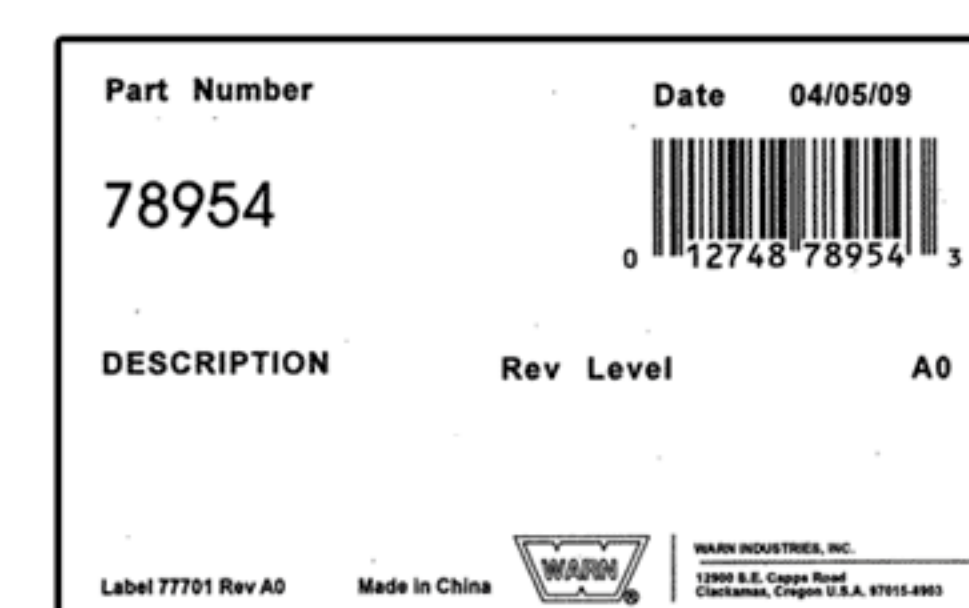 Part Number
Date 04/05/09
78954
0 12748 78954 3
DESCRIPTION
Rev Level A0
Label 77701 Rev A0
Made in China
WARN ®
WARN INDUSTRIES, INC.
12900 S.E. Capps Road
Clackamas, Oregon U.S.A. 97015-8903